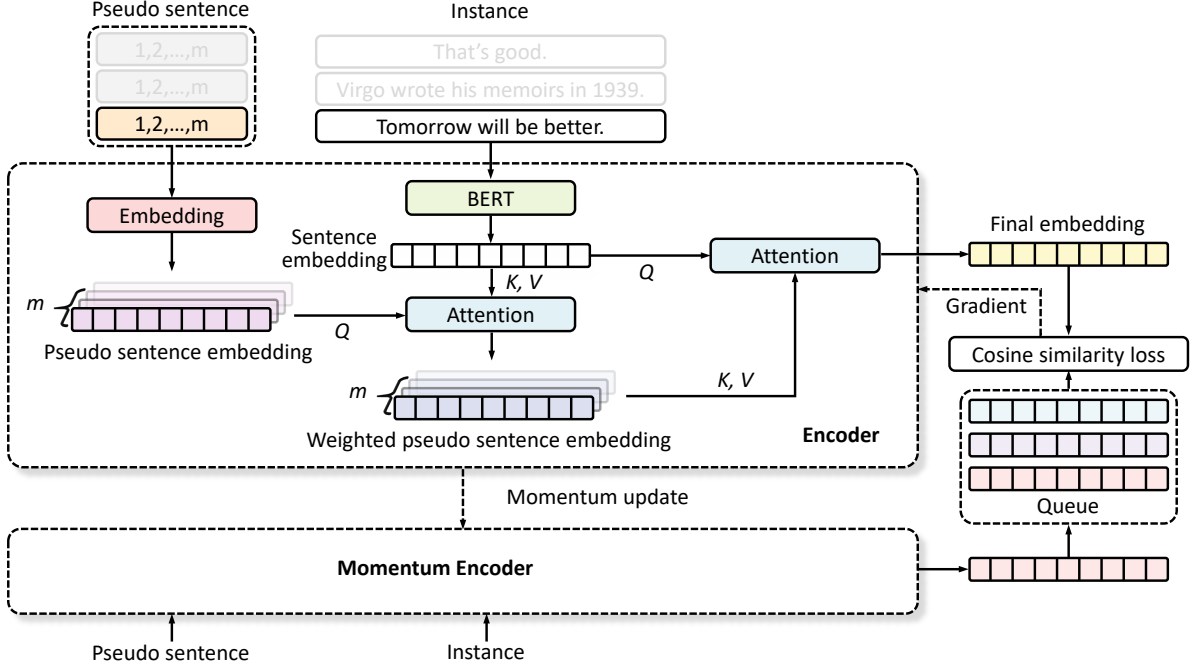 Pseudo sentence
Instance
1,2,...,m
1,2,...,m
1,2,...,m
That's good.
Virgo wrote his memoirs in 1939.
Tomorrow will be better.
Embedding
BERT
Sentence
embedding
Q
Attention
Final embedding
K, V
m
Q
Attention
Gradient
Pseudo sentence embedding
Cosine similarity loss
m
K, V
Weighted pseudo sentence embedding
Encoder
Queue
Momentum update
Momentum Encoder
Pseudo sentence
Instance